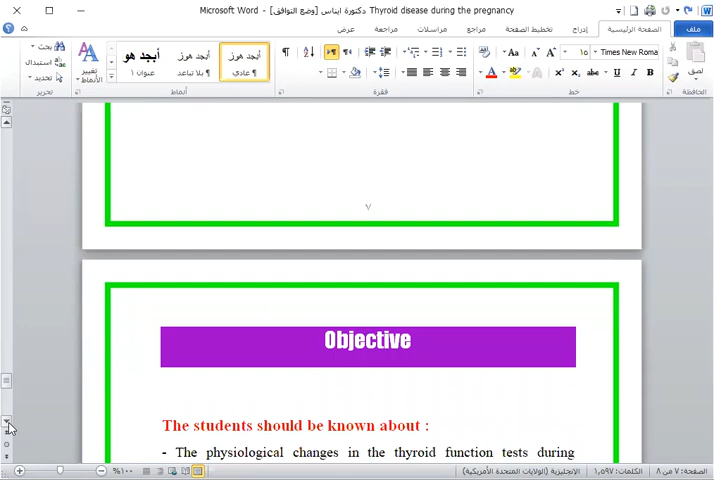 Microsoft Word - [وضع التوافق] دكتورة ايناس Thyroid disease during the pregnancy
ملف
الصفحة الرئيسية
إدراج
تخطيط الصفحة
مراجع
مراسلات
مراجعة
عرض
لصق
الحافظة
Times New Roma
١٥
خط
فقرة
أبجد هوز
عادي
أبجد هوز
بلا تباعد
أبجد هو
عنوان ١
تغيير
الأنماط
أنماط
بحث
استبدال
تحديد
تحرير
٧
Objective
The students should be known about :
- The physiological changes in the thyroid function tests during
الصفحة: ٧ من ٨
الكلمات: ١,٥٩٧
الإنجليزية (الولايات المتحدة الأمريكية)
١٠٠%